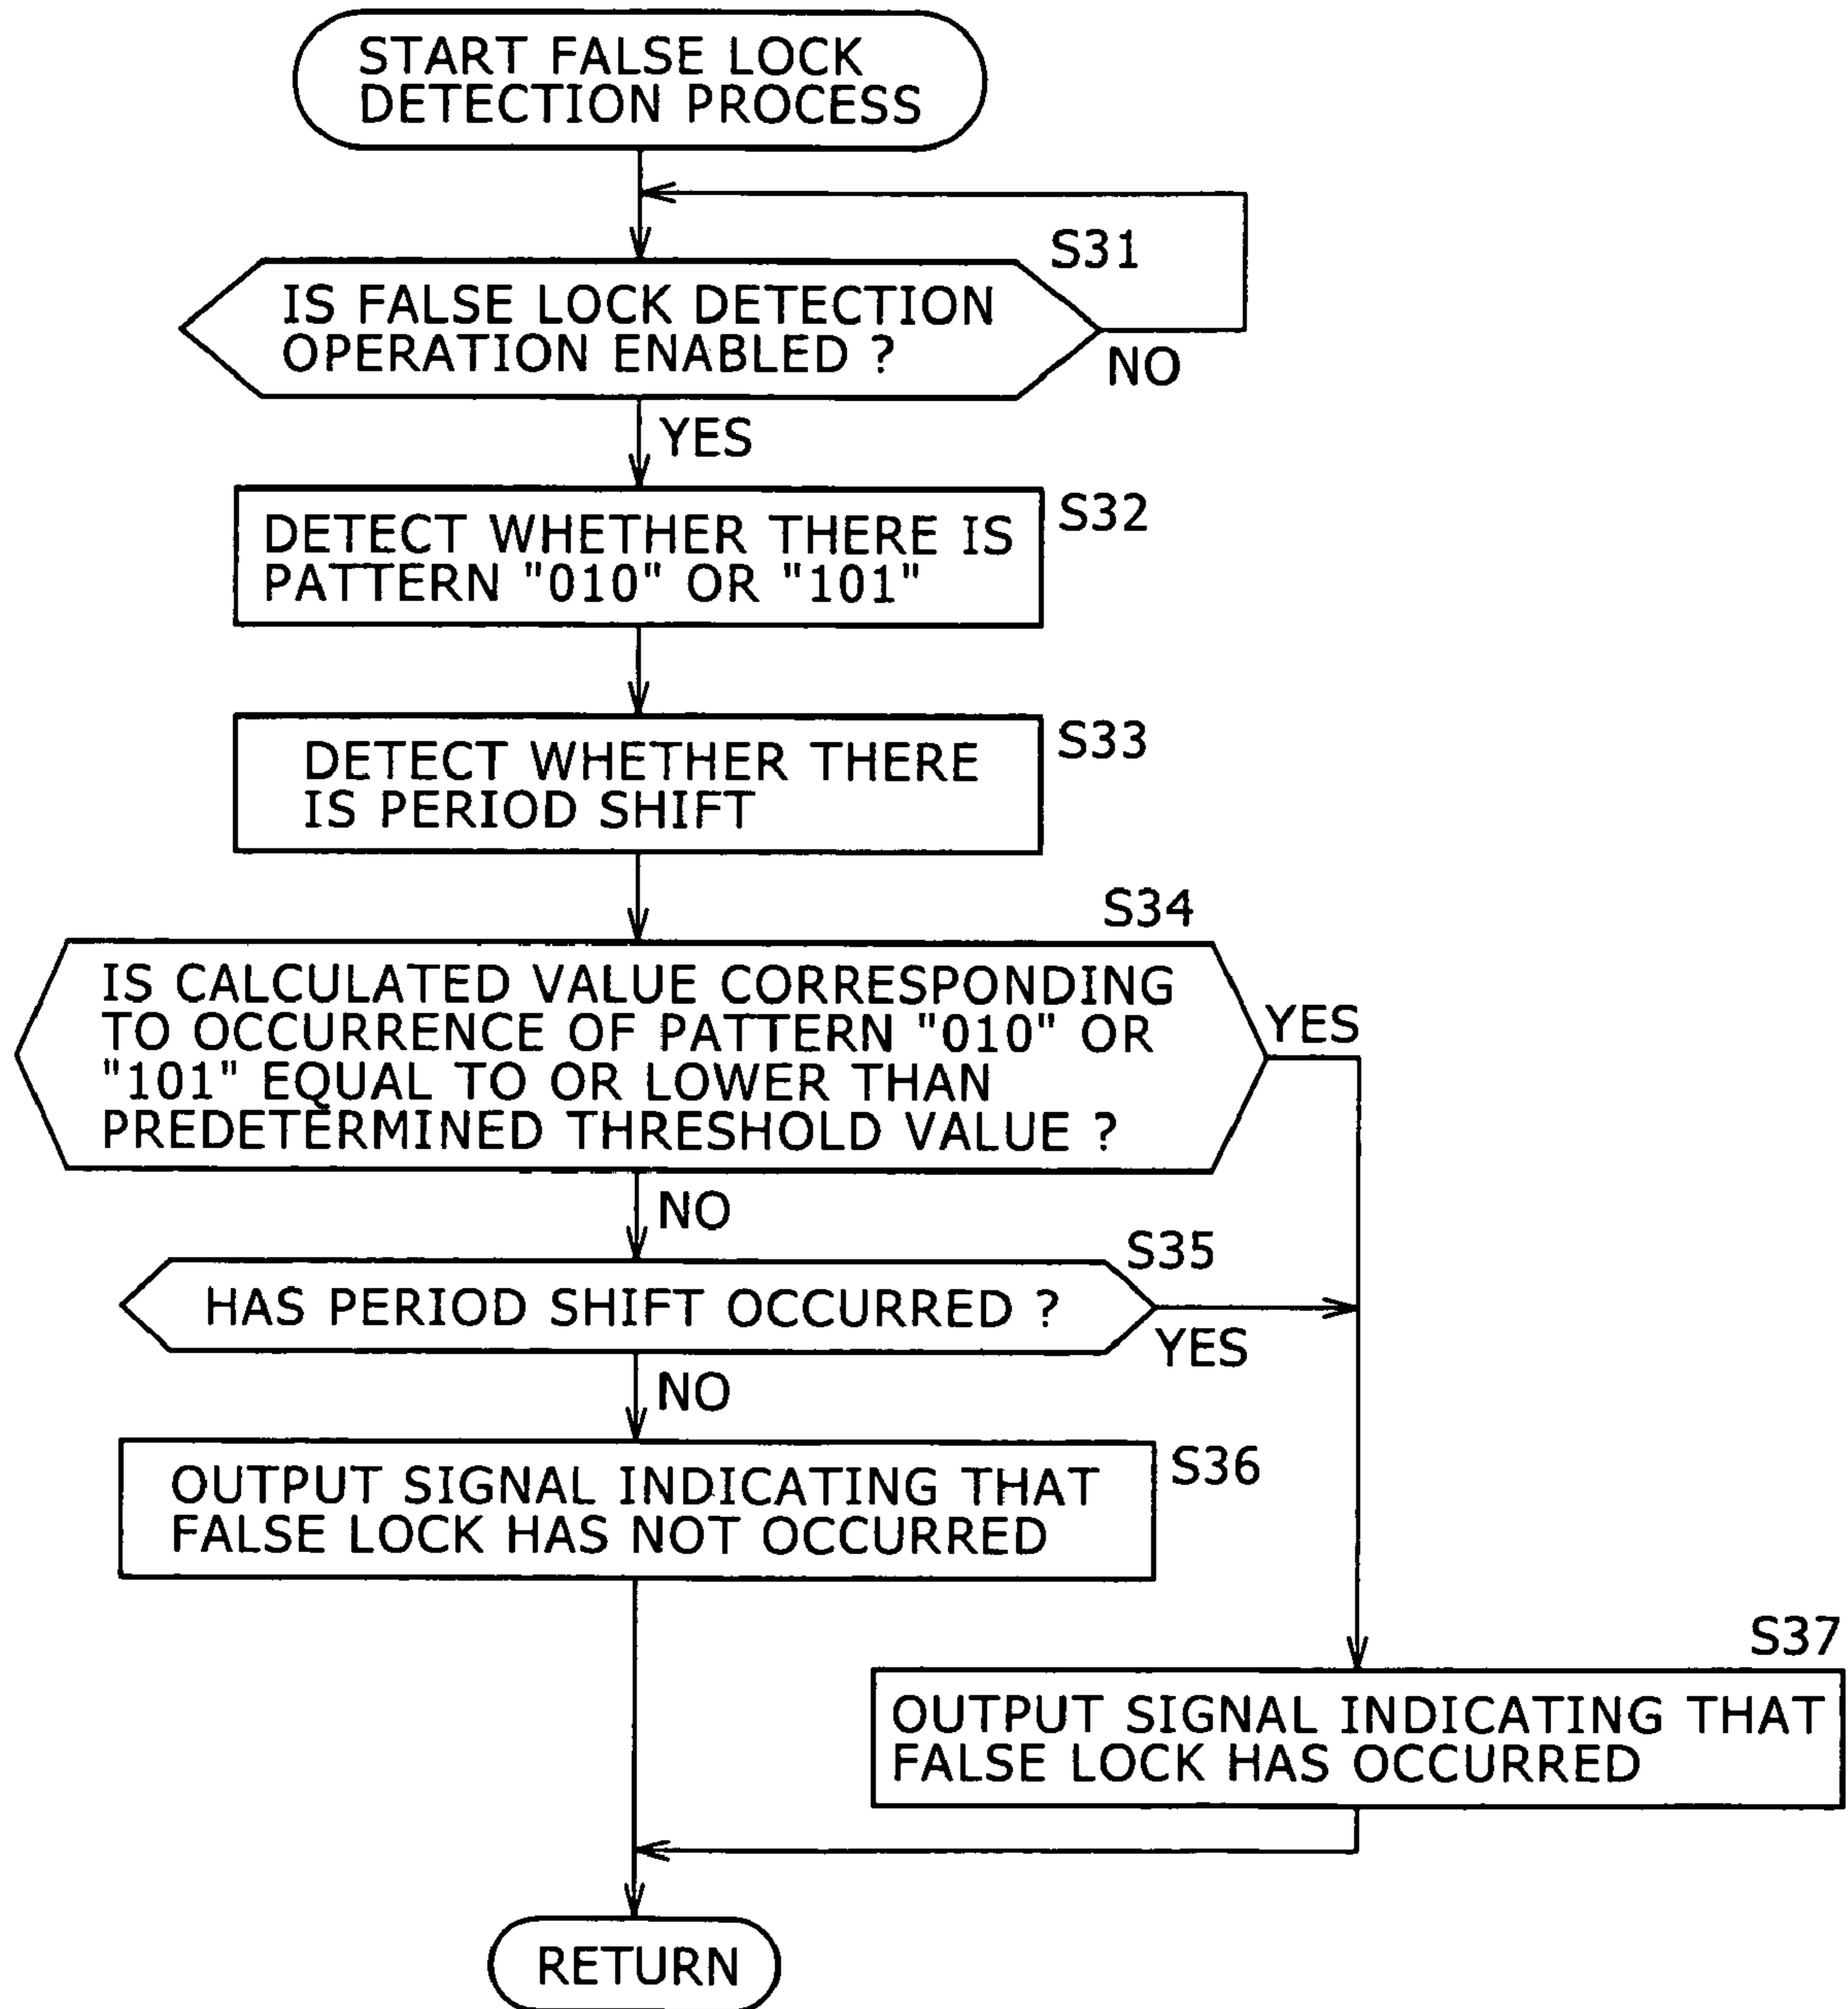 START FALSE LOCK
DETECTION PROCESS
S31
IS FALSE LOCK DETECTION
OPERATION ENABLED ?
NO
YES
S32
DETECT WHETHER THERE IS
PATTERN "010" OR "101"
S33
DETECT WHETHER THERE
IS PERIOD SHIFT
S34
IS CALCULATED VALUE CORRESPONDING
TO OCCURRENCE OF PATTERN "010" OR
"101" EQUAL TO OR LOWER THAN
PREDETERMINED THRESHOLD VALUE ?
YES
NO
S35
HAS PERIOD SHIFT OCCURRED ?
YES
NO
S36
OUTPUT SIGNAL INDICATING THAT
FALSE LOCK HAS NOT OCCURRED
S37
OUTPUT SIGNAL INDICATING THAT
FALSE LOCK HAS OCCURRED
RETURN